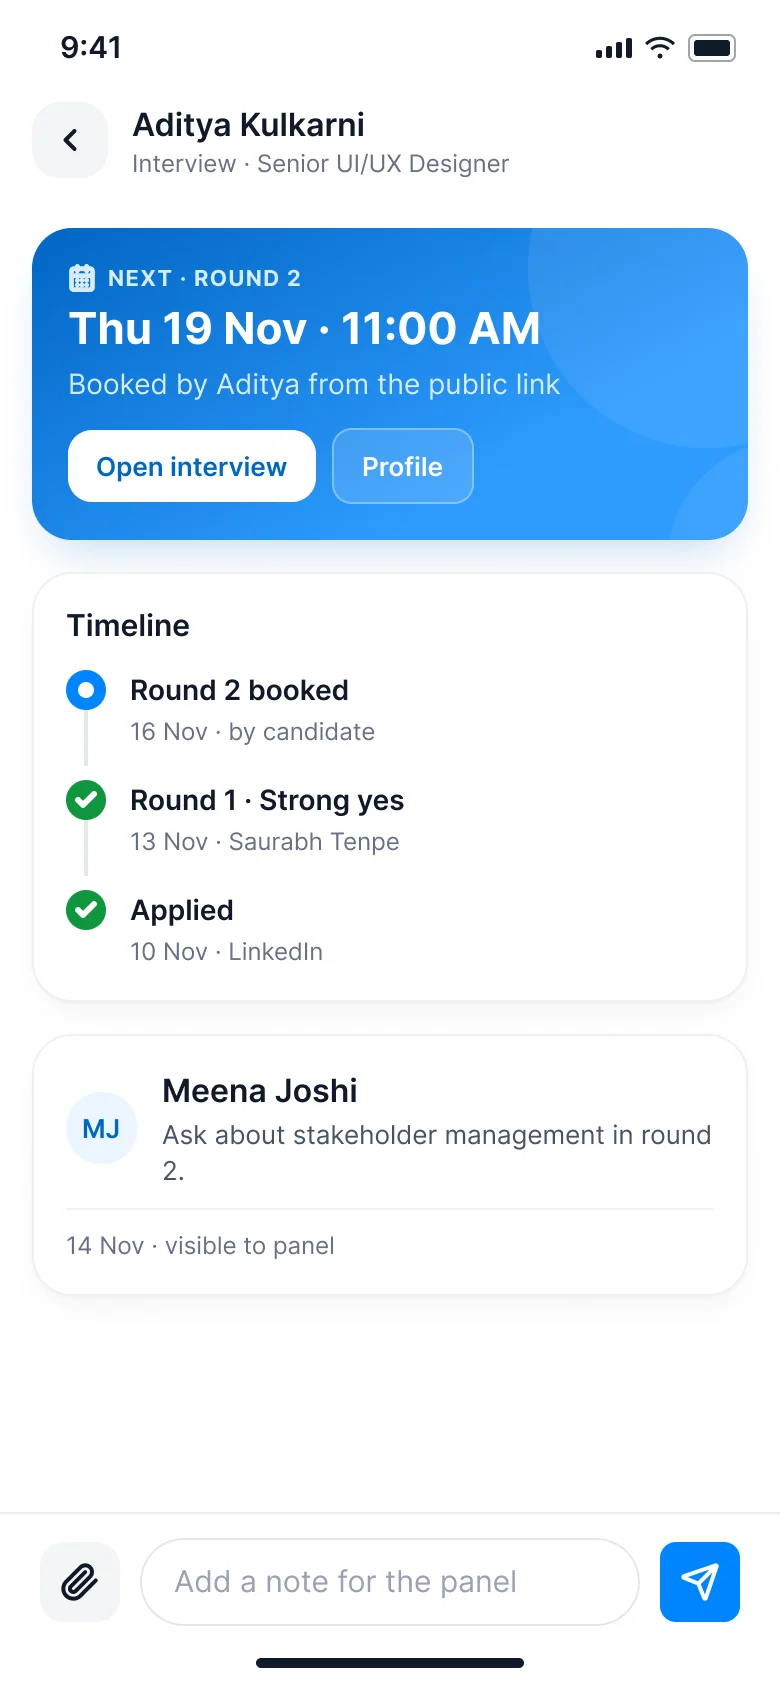 9:41
Aditya Kulkarni
Interview · Senior UI/UX Designer
NEXT · ROUND 2
Thu 19 Nov · 11:00 AM
Booked by Aditya from the public link
Open interview
Profile
Timeline
Round 2 booked
16 Nov · by candidate
Round 1 · Strong yes
13 Nov · Saurabh Tenpe
Applied
10 Nov · LinkedIn
MJ
Meena Joshi
Ask about stakeholder management in round
2.
14 Nov · visible to panel
Add a note for the panel